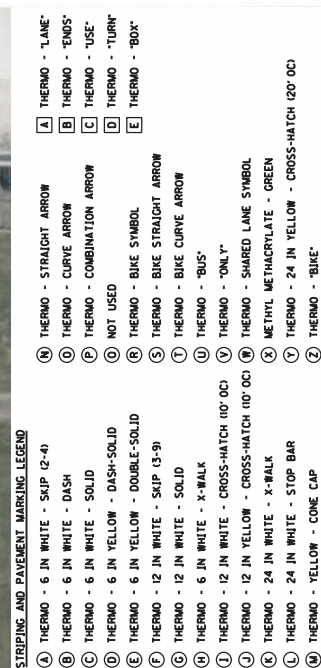 STRIPING AND PAVEMENT MARKING LEGEND
A THERMO - 6 IN WHITE - SKIP (2-4)
B THERMO - 6 IN WHITE - DASH
C THERMO - 6 IN WHITE - SOLID
D THERMO - 6 IN YELLOW - DASH-SOLID
E THERMO - 6 IN YELLOW - DOUBLE-SOLID
F THERMO - 12 IN WHITE - SKIP (3-9)
G THERMO - 12 IN WHITE - SOLID
H THERMO - 6 IN WHITE - X-WALK
I THERMO - 12 IN WHITE - CROSS-HATCH (10' OC)
J THERMO - 12 IN YELLOW - CROSS-HATCH (10' OC)
K THERMO - 24 IN WHITE - X-WALK
L THERMO - 24 IN WHITE - STOP BAR
M THERMO - YELLOW - CONE CAP
N THERMO - STRAIGHT ARROW
O THERMO - CURVE ARROW
P THERMO - COMBINATION ARROW
Q NOT USED
R THERMO - BIKE SYMBOL
S THERMO - BIKE STRAIGHT ARROW
T THERMO - BIKE CURVE ARROW
U THERMO - "BUS"
V THERMO - "ONLY"
W THERMO - SHARED LANE SYMBOL
X METHYL METHACRYLATE - GREEN
Y THERMO - 24 IN YELLOW - CROSS-HATCH (20' OC)
Z THERMO - "BIKE"
A THERMO - "LANE"
B THERMO - "ENDS"
C THERMO - "USE"
D THERMO - "TURN"
E THERMO - "BOX"